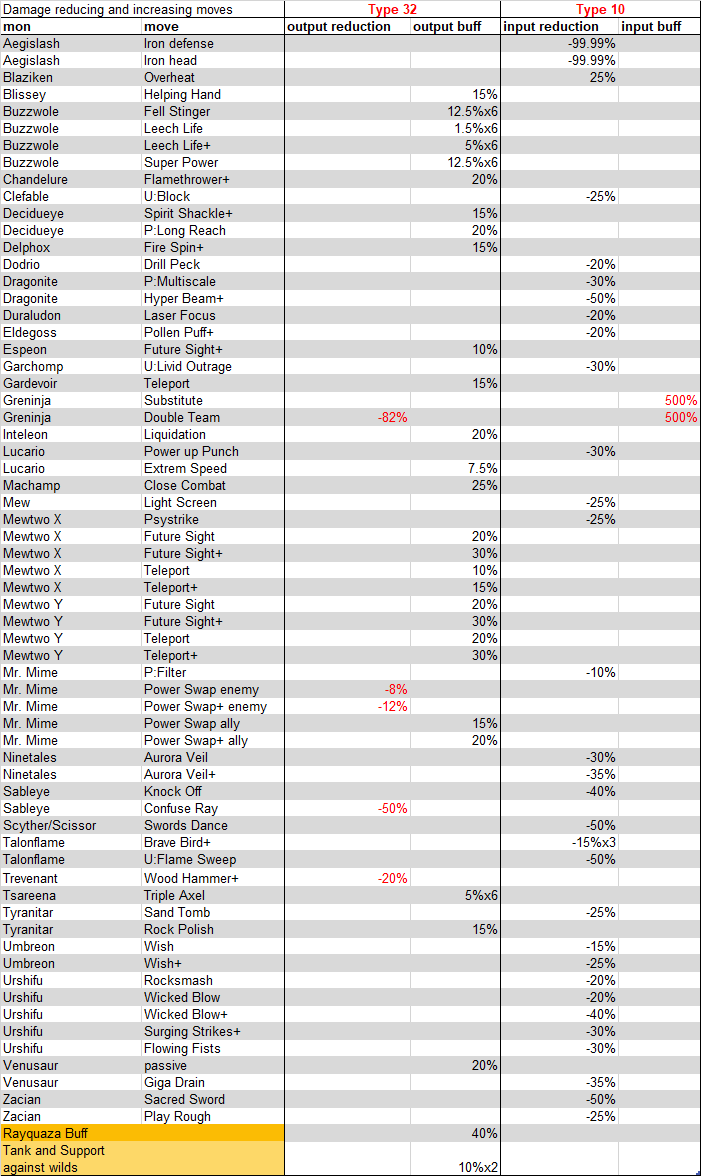 Damage reducing and increasing moves Type 32 Type 10
mon move output reduction output buff input reduction input buff
Aegislash Iron defense -99.99%
Aegislash Iron head -99.99%
Blaziken Overheat 25%
Blissey Helping Hand 15%
Buzzwole Fell Stinger 12.5%x6
Buzzwole Leech Life 1.5%x6
Buzzwole Leech Life+ 5%x6
Buzzwole Super Power 12.5%x6
Chandelure Flamethrower+ 20%
Clefable U:Block -25%
Decidueye Spirit Shackle+ 15%
Decidueye P:Long Reach 20%
Delphox Fire Spin+ 15%
Dodrio Drill Peck -20%
Dragonite P:Multiscale -30%
Dragonite Hyper Beam+ -50%
Duraludon Laser Focus -20%
Eldegoss Pollen Puff+ -20%
Espeon Future Sight+ 10%
Garchomp U:Livid Outrage -30%
Gardevoir Teleport 15%
Greninja Substitute 500%
Greninja Double Team -82% 500%
Inteleon Liquidation 20%
Lucario Power up Punch -30%
Lucario Extrem Speed 7.5%
Machamp Close Combat 25%
Mew Light Screen -25%
Mewtwo X Psystrike -25%
Mewtwo X Future Sight 20%
Mewtwo X Future Sight+ 30%
Mewtwo X Teleport 10%
Mewtwo X Teleport+ 15%
Mewtwo Y Future Sight 20%
Mewtwo Y Future Sight+ 30%
Mewtwo Y Teleport 20%
Mewtwo Y Teleport+ 30%
Mr. Mime P:Filter -10%
Mr. Mime Power Swap enemy -8%
Mr. Mime Power Swap+ enemy -12%
Mr. Mime Power Swap ally 15%
Mr. Mime Power Swap+ ally 20%
Ninetales Aurora Veil -30%
Ninetales Aurora Veil+ -35%
Sableye Knock Off -40%
Sableye Confuse Ray -50%
Scyther/Scissor Swords Dance -50%
Talonflame Brave Bird+ -15%x3
Talonflame U:Flame Sweep -50%
Trevenant Wood Hammer+ -20%
Tsareena Triple Axel 5%x6
Tyranitar Sand Tomb -25%
Tyranitar Rock Polish 15%
Umbreon Wish -15%
Umbreon Wish+ -25%
Urshifu Rocksmash -20%
Urshifu Wicked Blow -20%
Urshifu Wicked Blow+ -40%
Urshifu Surging Strikes+ -30%
Urshifu Flowing Fists -30%
Venusaur passive 20%
Venusaur Giga Drain -35%
Zacian Sacred Sword -50%
Zacian Play Rough -25%
Rayquaza Buff 40%
Tank and Support
against wilds 10%x2